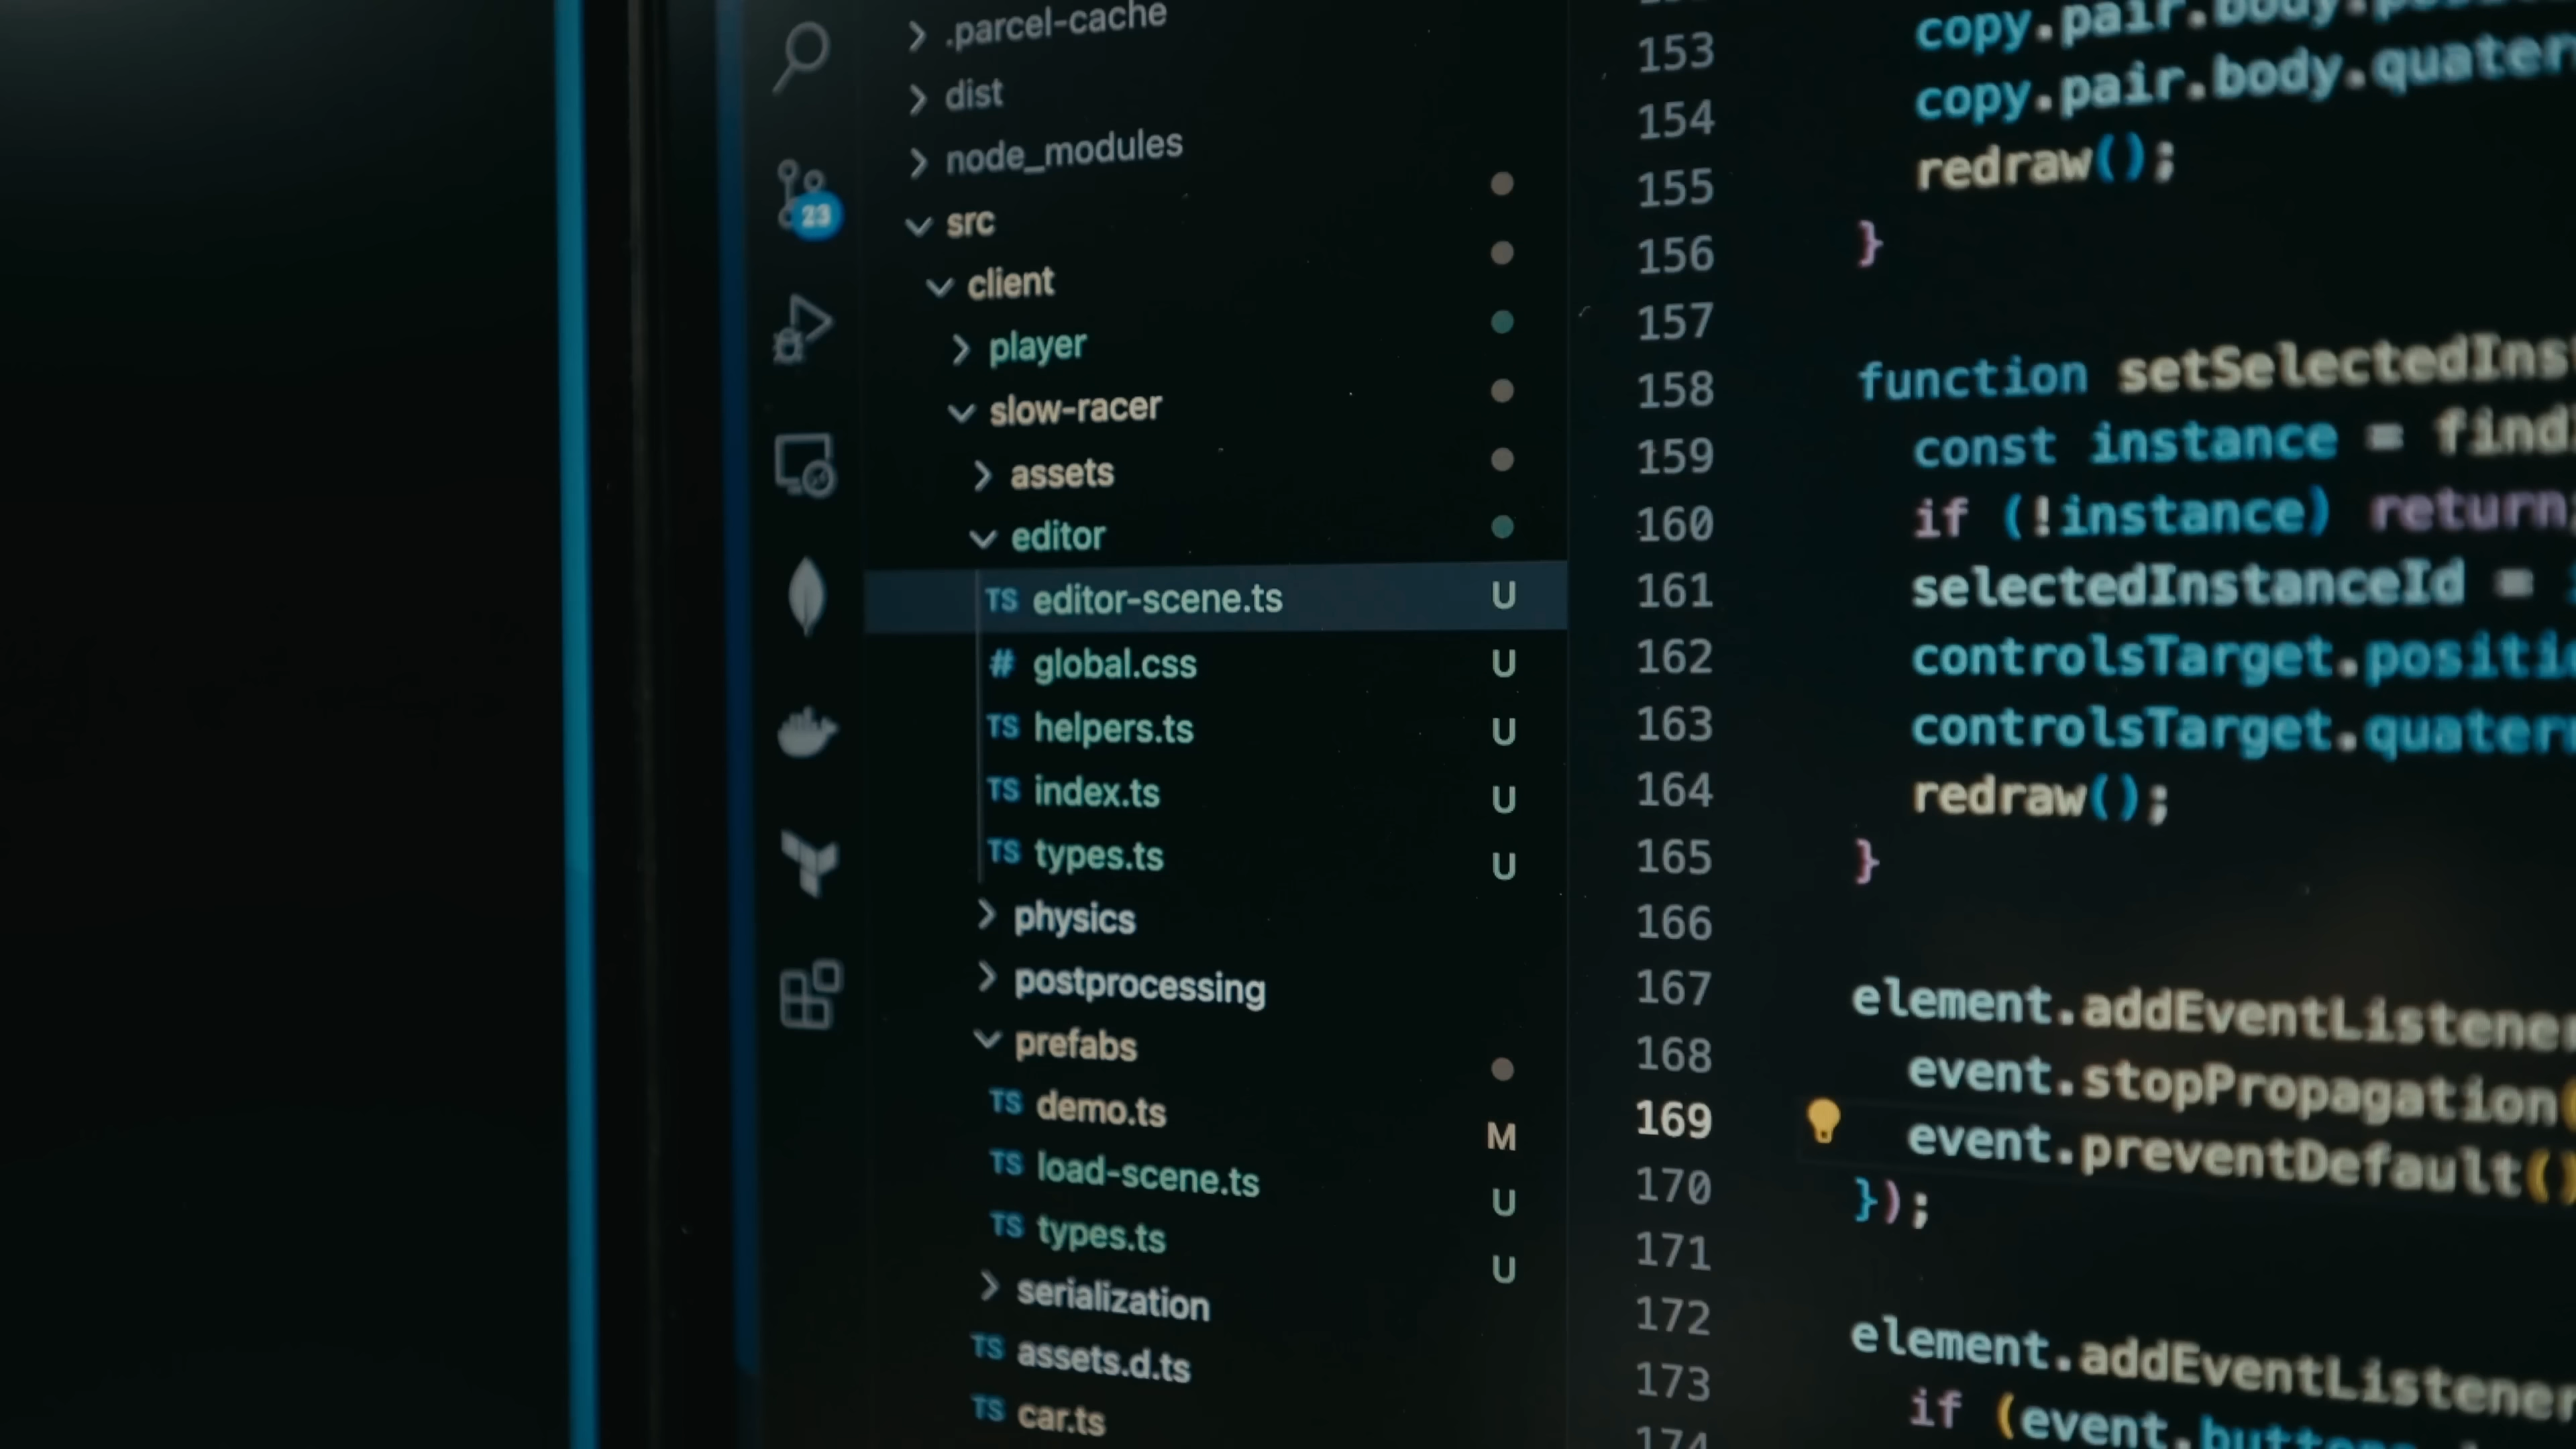 .parcel-cache
dist
node_modules
23
src
client
player
slow-racer
assets
editor
TS editor-scene.ts U
# global.css U
TS helpers.ts U
TS index.ts U
TS types.ts U
physics
postprocessing
prefabs
TS demo.ts M
TS load-scene.ts U
TS types.ts U
serialization
TS assets.d.ts
TS car.ts
153 copy.pair.body.
154 copy.pair.body.quater
155 redraw();
156 }
157
158 function setSelectedInst
159 const instance = find
160 if (!instance) return
161 selectedInstanceId =
162 controlsTarget.positi
163 controlsTarget.quater
164 redraw();
165 }
166
167 element.addEventListener
168 event.stopPropagation(
169 event.preventDefault()
170 });
171
172 element.addEventListener
173 if (event.button
174